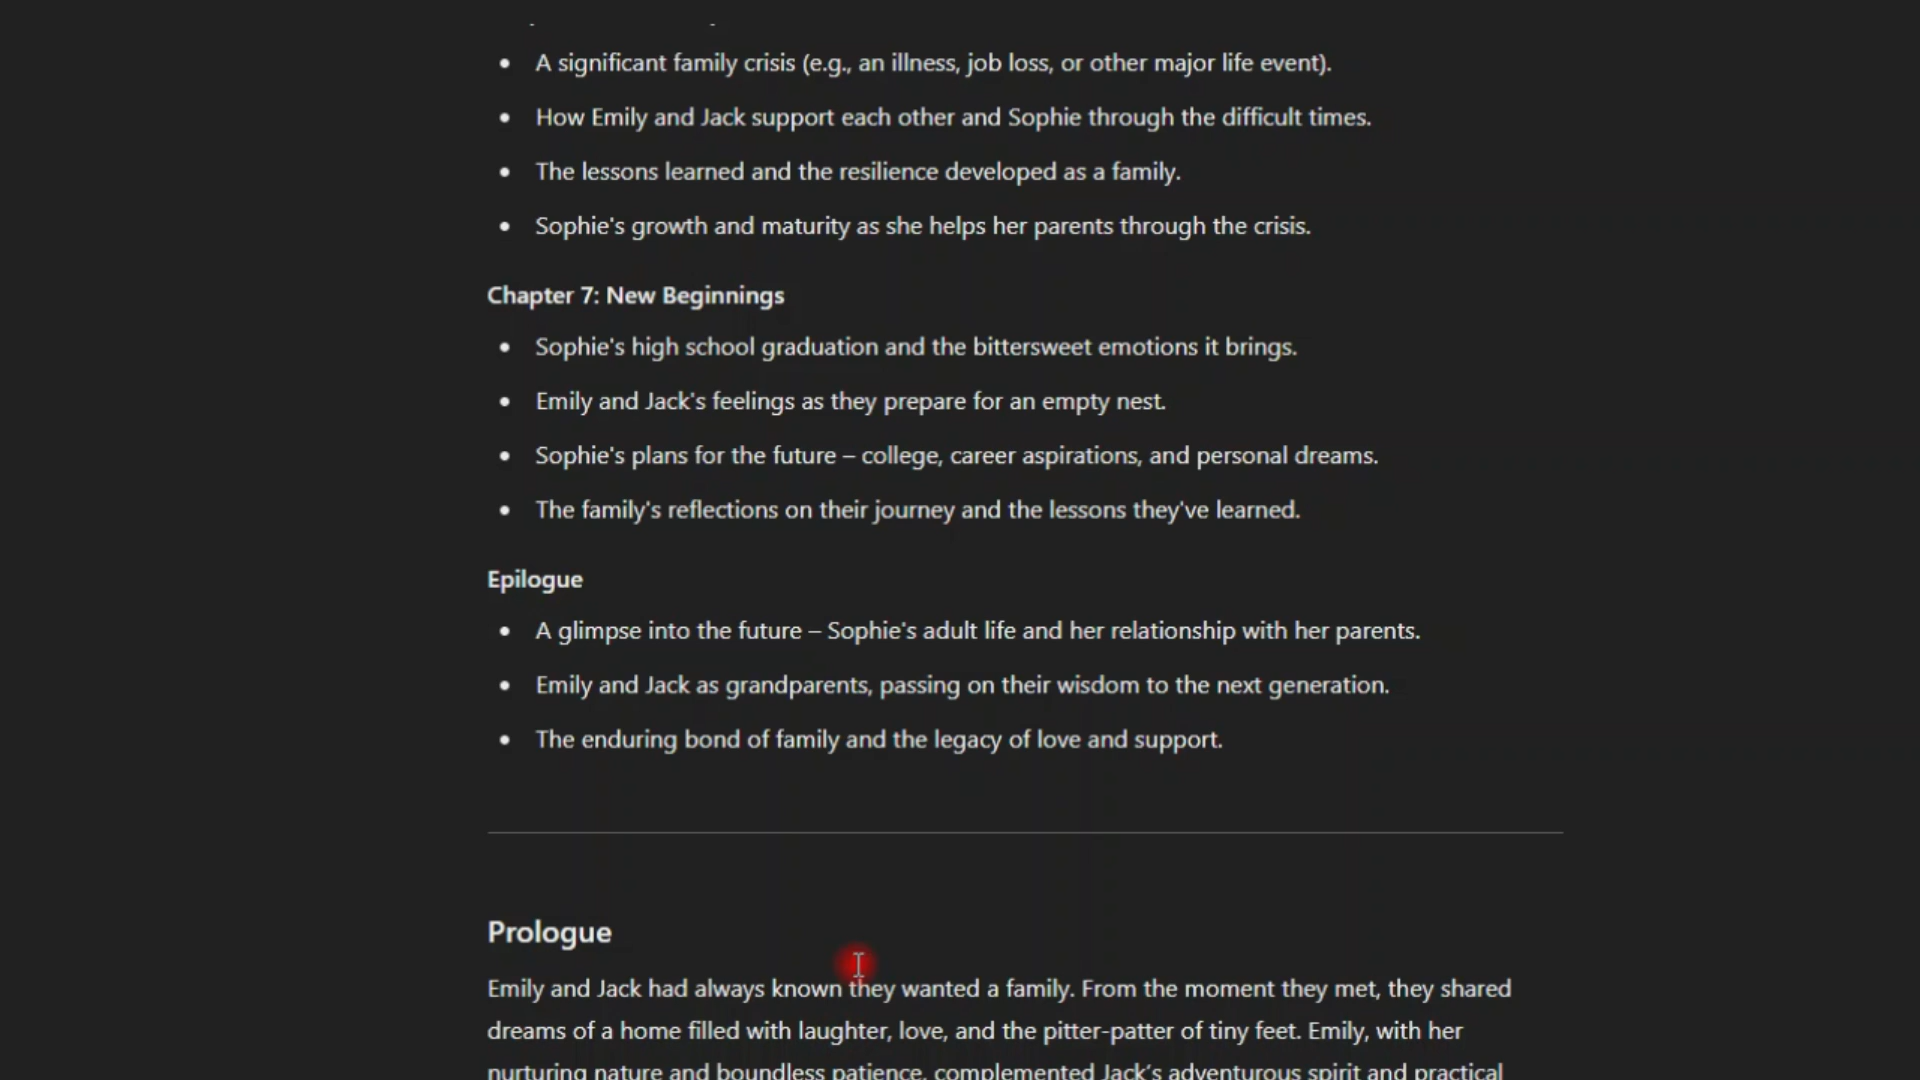 A significant family crisis (e.g., an illness, job loss, or other major life event).
How Emily and Jack support each other and Sophie through the difficult times.
The lessons learned and the resilience developed as a family.
Sophie's growth and maturity as she helps her parents through the crisis.
Chapter 7: New Beginnings
Sophie's high school graduation and the bittersweet emotions it brings.
Emily and Jack's feelings as they prepare for an empty nest.
Sophie's plans for the future – college, career aspirations, and personal dreams.
The family's reflections on their journey and the lessons they've learned.
Epilogue
A glimpse into the future – Sophie's adult life and her relationship with her parents.
Emily and Jack as grandparents, passing on their wisdom to the next generation.
The enduring bond of family and the legacy of love and support.
Prologue
Emily and Jack had always known they wanted a family. From the moment they met, they shared
dreams of a home filled with laughter, love, and the pitter-patter of tiny feet. Emily, with her
nurturing nature and boundless patience, complemented Jack's adventurous spirit and practical